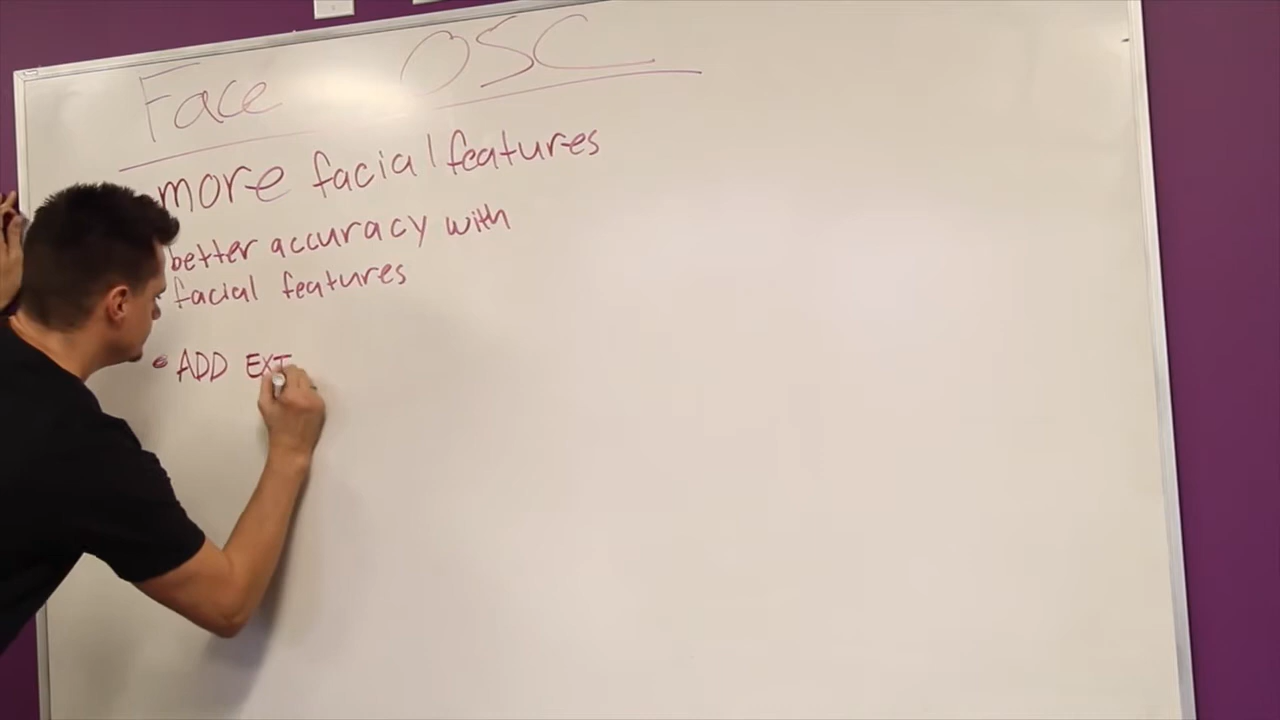 Face OSC
more facial features
better accuracy with
facial features
• ADD EXT